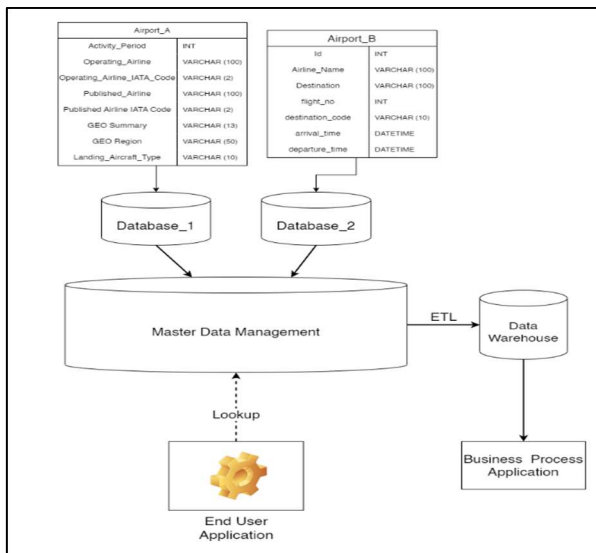 Airport_A
Activity_Period INT
Operating_Airline VARCHAR (100)
Operating_Airline_IATA_Code VARCHAR (2)
Published_Airline VARCHAR (100)
Published Airline IATA Code VARCHAR (2)
GEO Summary VARCHAR (13)
GEO Region VARCHAR (50)
Landing_Aircraft_Type VARCHAR (10)
Airport_B
Id INT
Airline_Name VARCHAR (100)
Destination VARCHAR (100)
flight_no INT
destination_code VARCHAR (10)
arrival_time DATETIME
departure_time DATETIME
Database_1
Database_2
Master Data Management
ETL
Data
Warehouse
Lookup
Business Process
Application
End User
Application